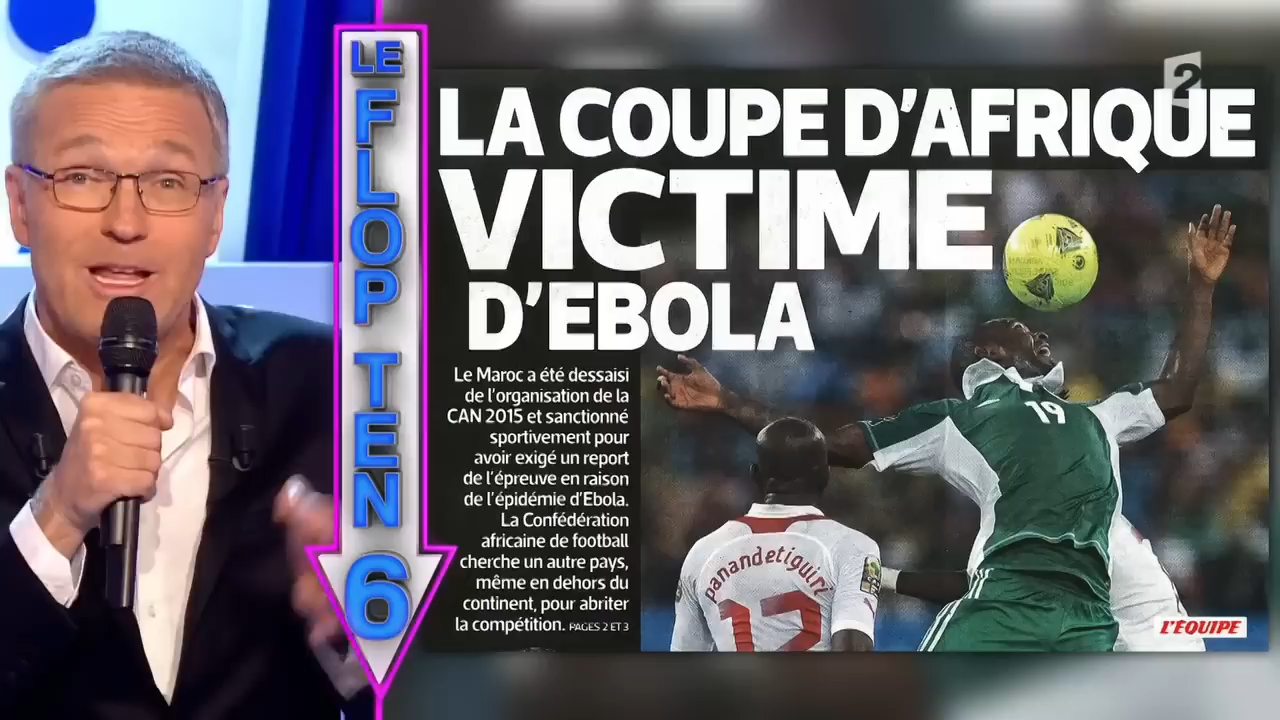 LE
FLOP
TEN
6
2
LA COUPE D'AFRIQUE
VICTIME
D'EBOLA
Le Maroc a été dessaisi
de l'organisation de la
CAN 2015 et sanctionné
sportivement pour
avoir exigé un report
de l'épreuve en raison
de l'épidémie d'Ebola.
La Confédération
africaine de football
cherche un autre pays,
même en dehors du
continent, pour abriter
la compétition. PAGES 2 ET 3
19
panandetiguiri
17
L'ÉQUIPE